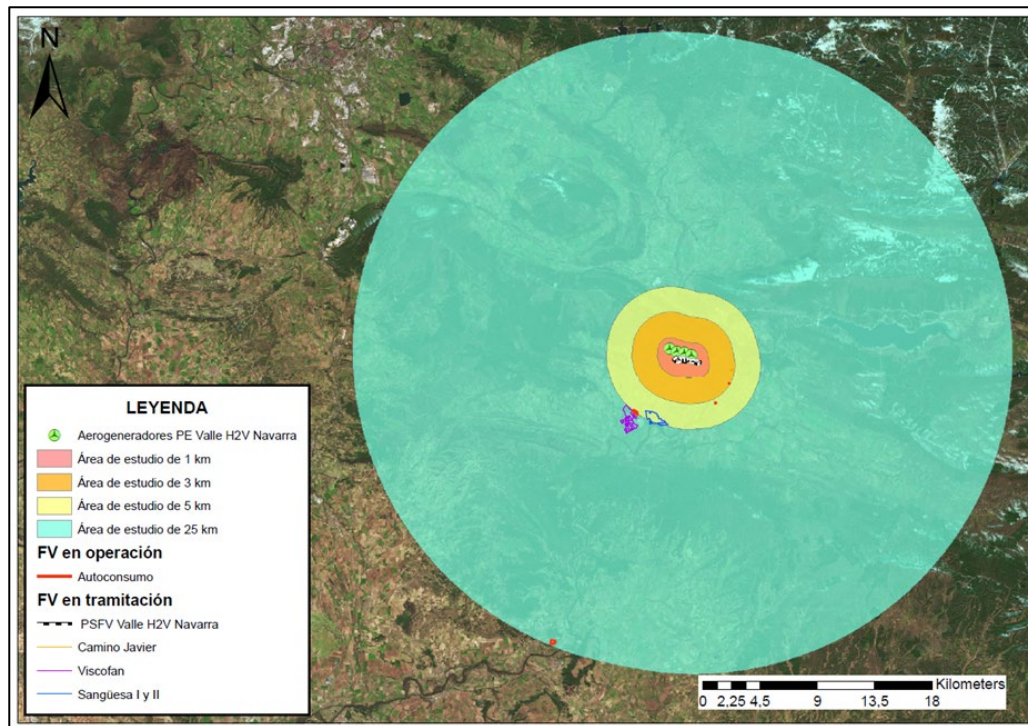 N
LEYENDA
Aerogeneradores PE Valle H2V Navarra
Área de estudio de 1 km
Área de estudio de 3 km
Área de estudio de 5 km
Área de estudio de 25 km
FV en operación
Autoconsumo
FV en tramitación
PSFV Valle H2V Navarra
Camino Javier
Viscofan
Sangüesa I y II
Kilometers
0 2,25 4,5 9 13,5 18